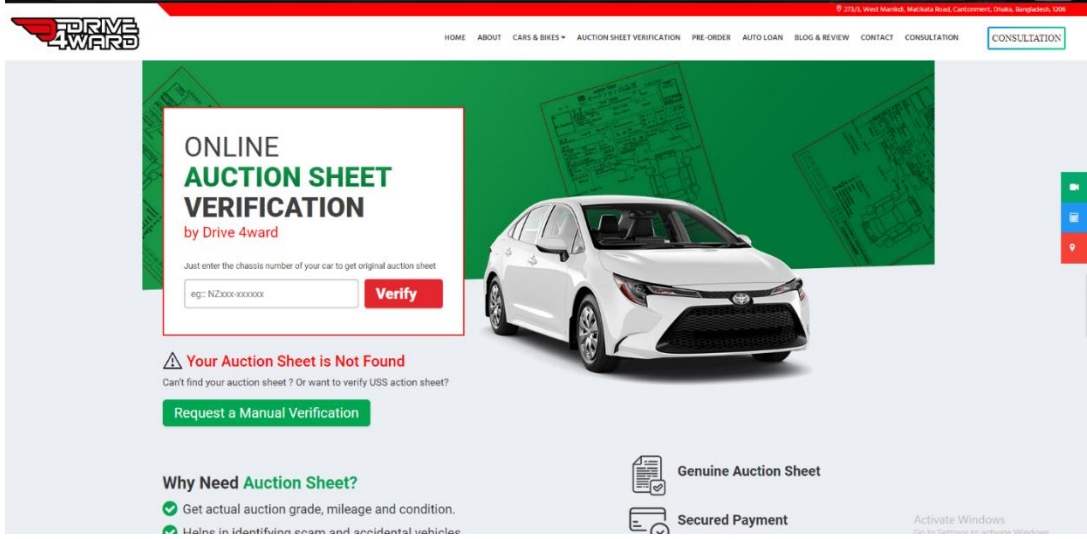 273/3, West Manikdi, Matikata Road, Cantonment, Dhaka, Bangladesh, 1206
DRIVE
4WARD
HOME ABOUT CARS & BIKES AUCTION SHEET VERIFICATION PRE-ORDER AUTO LOAN BLOG & REVIEW CONTACT CONSULTATION CONSULTATION
ONLINE
AUCTION SHEET
VERIFICATION
by Drive 4ward
Just enter the chassis number of your car to get original auction sheet
eg:: NZxxx-xxxxxx Verify
Your Auction Sheet is Not Found
Can't find your auction sheet ? Or want to verify USS action sheet?
Request a Manual Verification
Why Need Auction Sheet?
Get actual auction grade, mileage and condition.
Helps in identifying scam and accidental vehicles
Genuine Auction Sheet
Secured Payment
Activate Windows
Go to Settings to activate Windows.